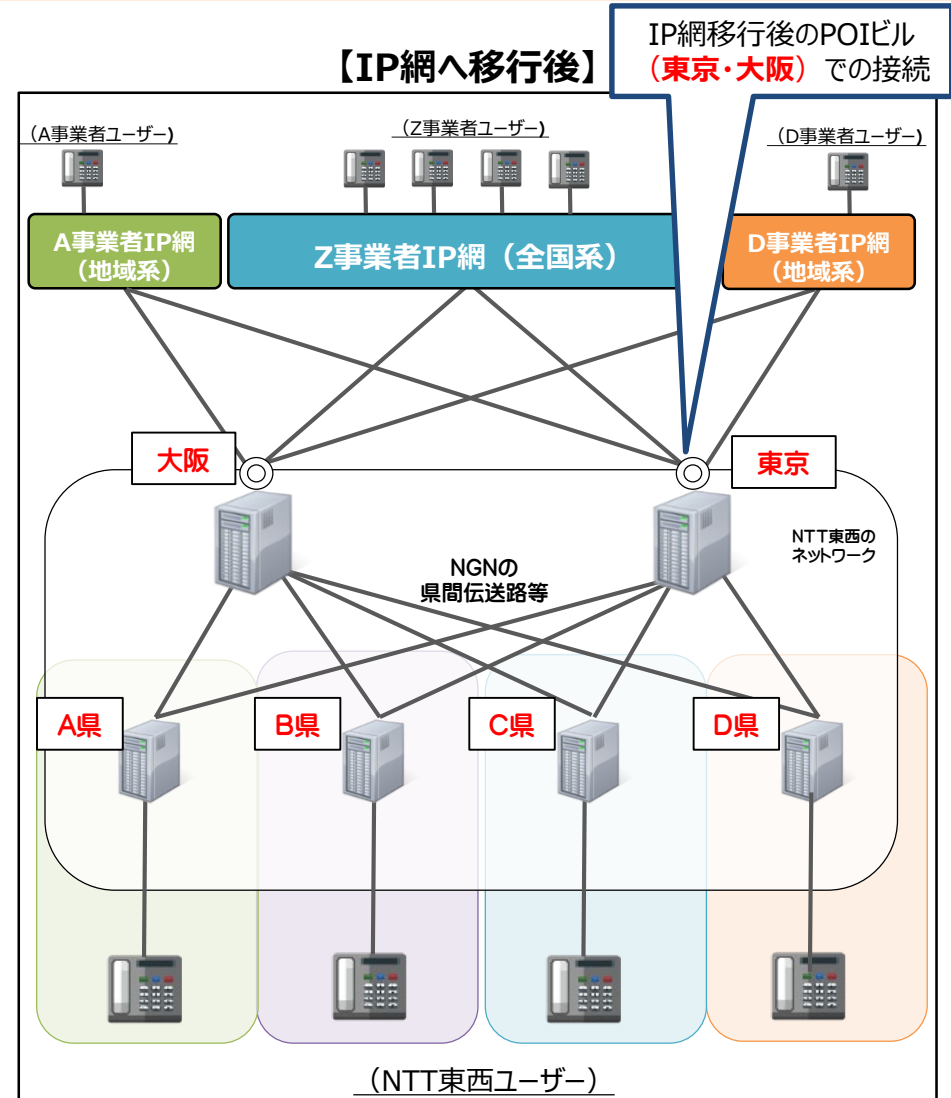 IP網移行後のPOIビル
（東京・大阪）での接続
【IP網へ移行後】
（A事業者ユーザー）
（Z事業者ユーザー）
（D事業者ユーザー）
A事業者IP網
（地域系）
Z事業者IP網（全国系）
D事業者IP網
（地域系）
大阪
東京
NTT東西の
ネットワーク
NGNの
県間伝送路等
A県
B県
C県
D県
（NTT東西ユーザー）